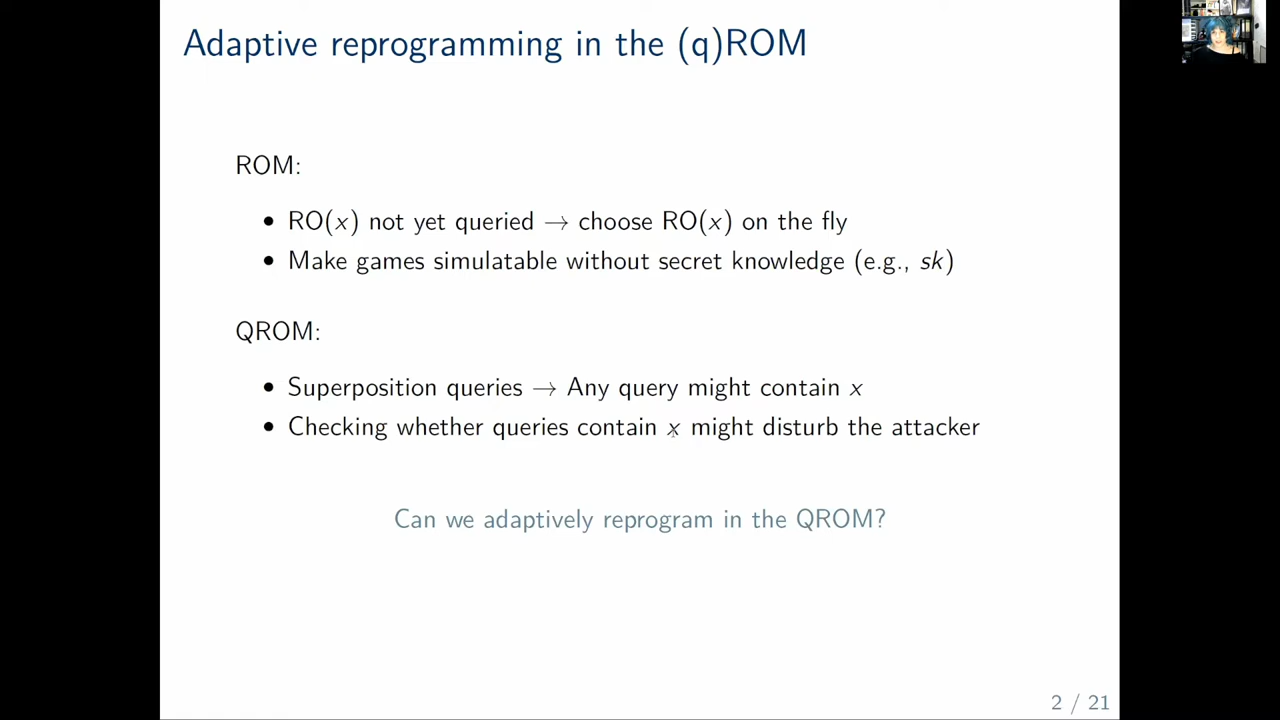 Adaptive reprogramming in the (q)ROM
ROM:
• RO(x) not yet queried → choose RO(x) on the fly
• Make games simulatable without secret knowledge (e.g., sk)
QROM:
• Superposition queries → Any query might contain x
• Checking whether queries contain x might disturb the attacker
Can we adaptively reprogram in the QROM?
2 / 21